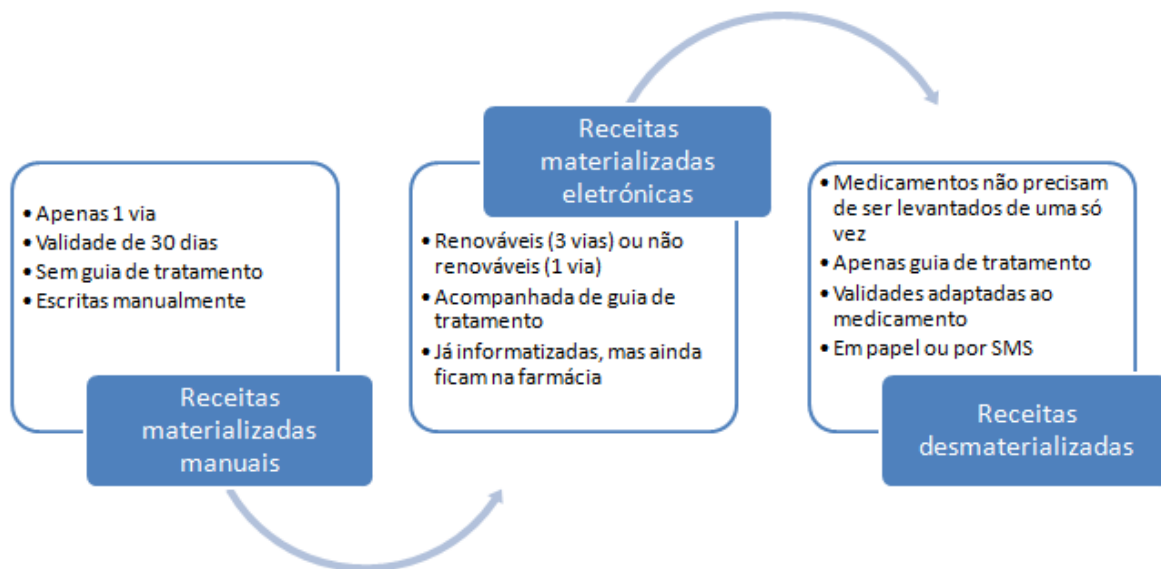 • Apenas 1 via
• Validade de 30 dias
• Sem guia de tratamento
• Escritas manualmente
Receitas
materializadas
manuais
Receitas
materializadas
eletrónicas
• Renováveis (3 vias) ou não
renováveis (1 via)
• Acompanhada de guia de
tratamento
• Já informatizadas, mas ainda
ficam na farmácia
• Medicamentos não precisam
de ser levantados de uma só
vez
• Apenas guia de tratamento
• Validades adaptadas ao
medicamento
• Em papel ou por SMS
Receitas
desmaterializadas